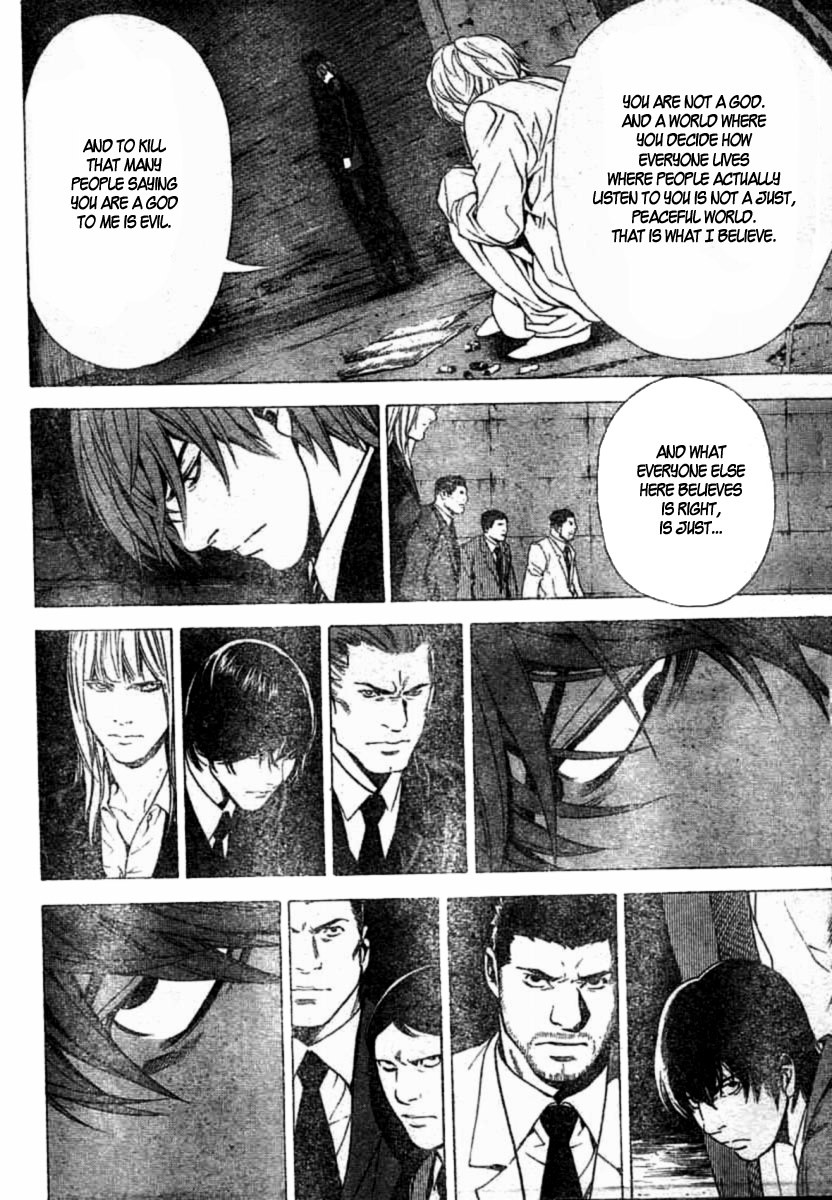 YOU ARE NOT A GOD.
AND A WORLD WHERE
YOU DECIDE HOW
EVERYONE LIVES
WHERE PEOPLE ACTUALLY
LISTEN TO YOU IS NOT A JUST,
PEACEFUL WORLD.
THAT IS WHAT I BELIEVE.
AND TO KILL
THAT MANY
PEOPLE SAYING
YOU ARE A GOD
TO ME IS EVIL.
AND WHAT
EVERYONE ELSE
HERE BELIEVES
IS RIGHT,
IS JUST...